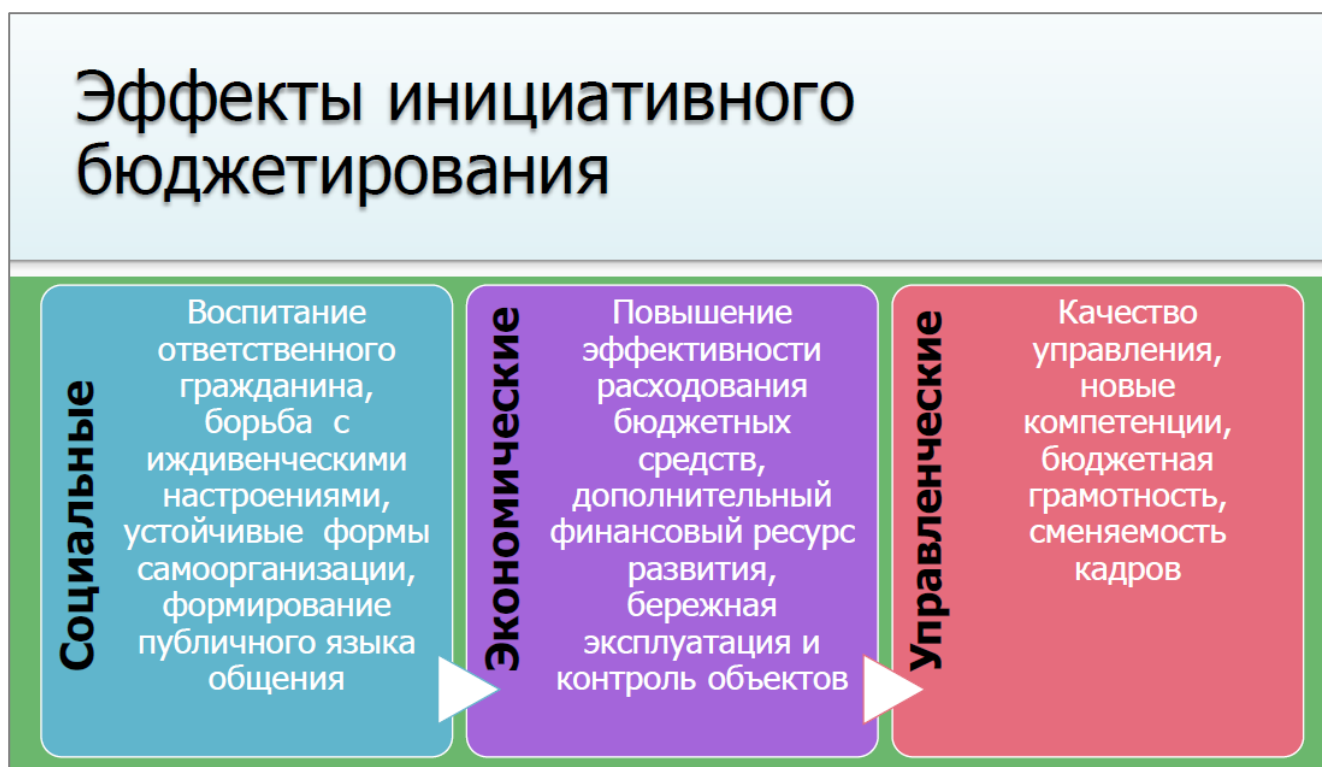 Эффекты инициативного
бюджетирования
Социальные
Воспитание
ответственного
гражданина,
борьба с
иждивенческими
настроениями,
устойчивые формы
самоорганизации,
формирование
публичного языка
общения
Экономические
Повышение
эффективности
расходования
бюджетных
средств,
дополнительный
финансовый ресурс
развития,
бережная
эксплуатация и
контроль объектов
Управленческие
Качество
управления,
новые
компетенции,
бюджетная
грамотность,
сменяемость
кадров